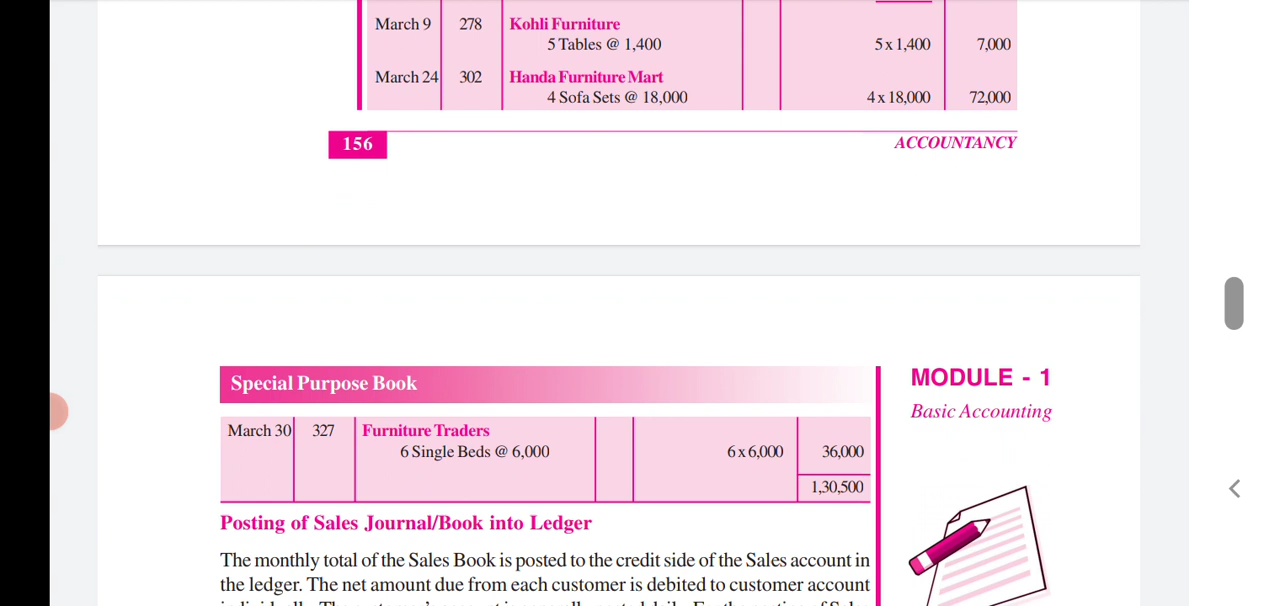 March 9 278 Kohli Furniture
5 Tables @ 1,400 5 x 1,400 7,000
March 24 302 Handa Furniture Mart
4 Sofa Sets @ 18,000 4 x 18,000 72,000
156 ACCOUNTANCY
Special Purpose Book
MODULE - 1
Basic Accounting
March 30 327 Furniture Traders
6 Single Beds @ 6,000 6 x 6,000 36,000
1,30,500
Posting of Sales Journal/Book into Ledger
The monthly total of the Sales Book is posted to the credit side of the Sales account in
the ledger. The net amount due from each customer is debited to customer account